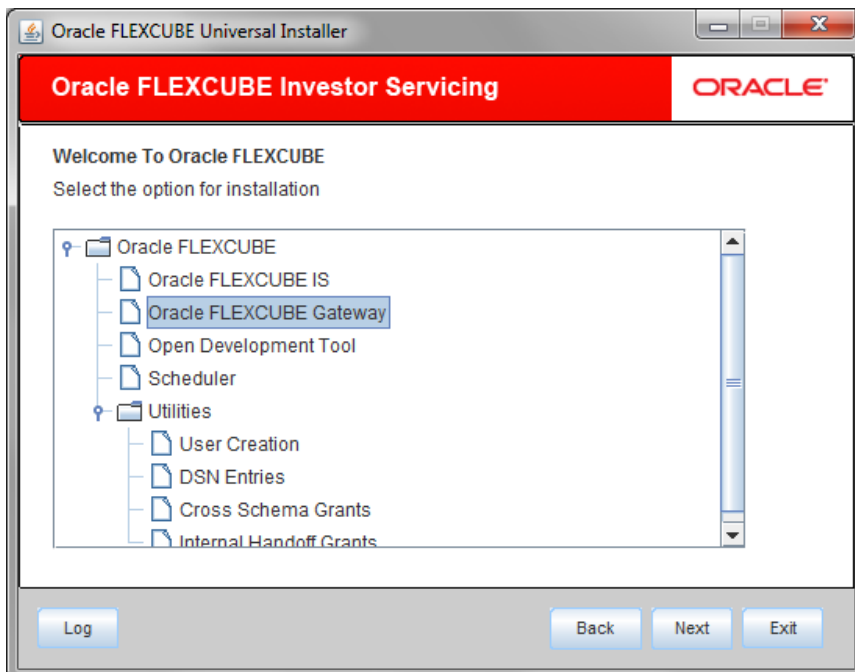 Oracle FLEXCUBE Universal Installer
Oracle FLEXCUBE Investor Servicing
ORACLE
Welcome To Oracle FLEXCUBE
Select the option for installation
Oracle FLEXCUBE
Oracle FLEXCUBE IS
Oracle FLEXCUBE Gateway
Open Development Tool
Scheduler
Utilities
User Creation
DSN Entries
Cross Schema Grants
Internal Handoff Grants
Log
Back
Next
Exit